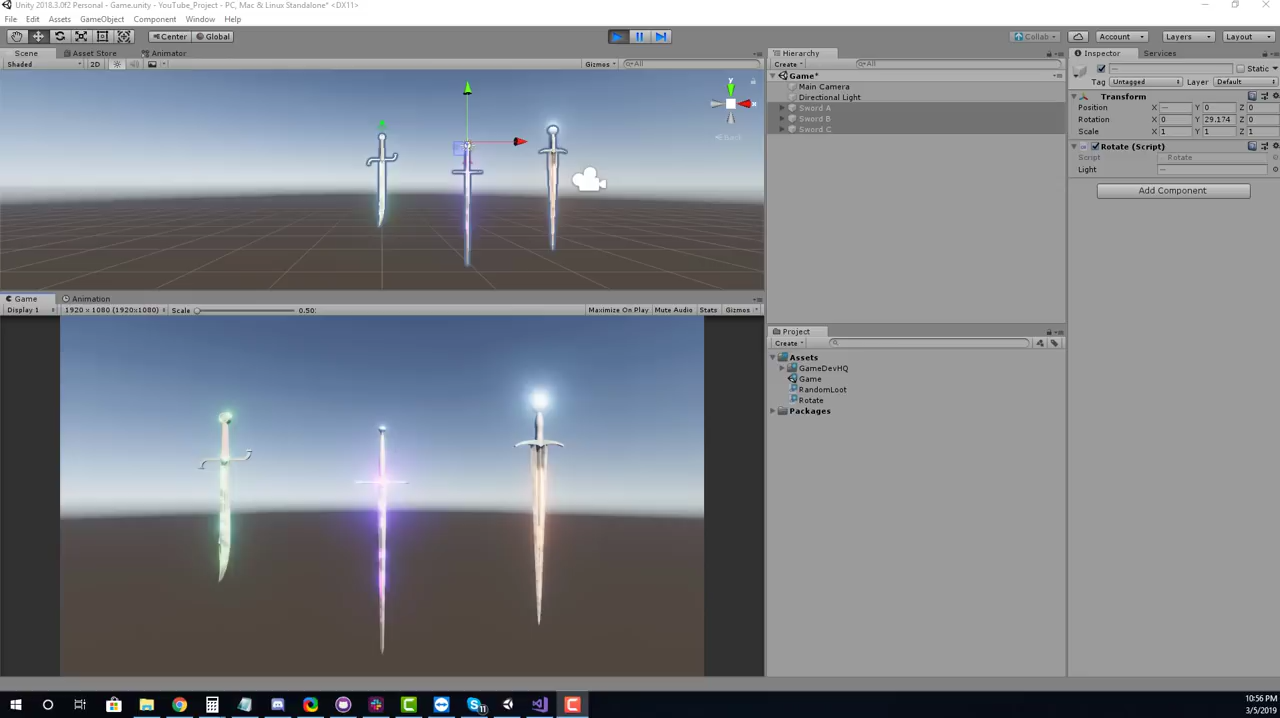 Unity 2018.3.0f2 Personal - Game.unity - YouTube_Project - PC, Mac & Linux Standalone* <DX11>
File Edit Assets GameObject Component Window Help
Center Global
Collab Account Layers Layout
Scene Asset Store Animator
Shaded 2D Gizmos All
y
x
Back
Game Animation
Display 1 1920 x 1080 (1920x1080) Scale 0.50 Maximize On Play Mute Audio Stats Gizmos
Hierarchy
Create All
Game*
Main Camera
Directional Light
Sword A
Sword B
Sword C
Project
Create
Assets
GameDevHQ
Game
RandomLoot
Rotate
Packages
Inspector Services
— Static
Tag Untagged Layer Default
Transform
Position X — Y 0 Z 0
Rotation X 0 Y 29.174 Z 0
Scale X 1 Y 1 Z 1
Rotate (Script)
Script Rotate
Light —
Add Component
11
10:56 PM
3/5/2019